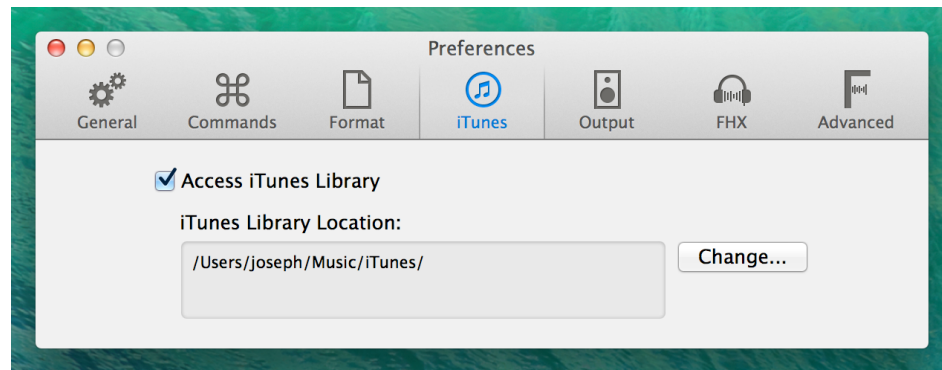 Preferences
General Commands Format iTunes Output FHX Advanced
Access iTunes Library
iTunes Library Location:
/Users/joseph/Music/iTunes/ Change...